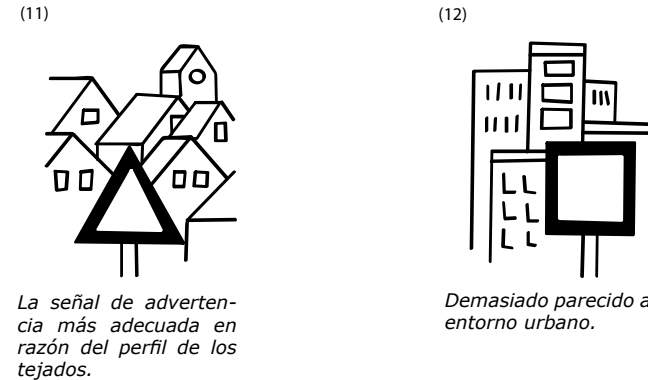 (11)
(12)
La señal de adverten-
cia más adecuada en
razón del perfil de los
tejados.
Demasiado parecido a
entorno urbano.